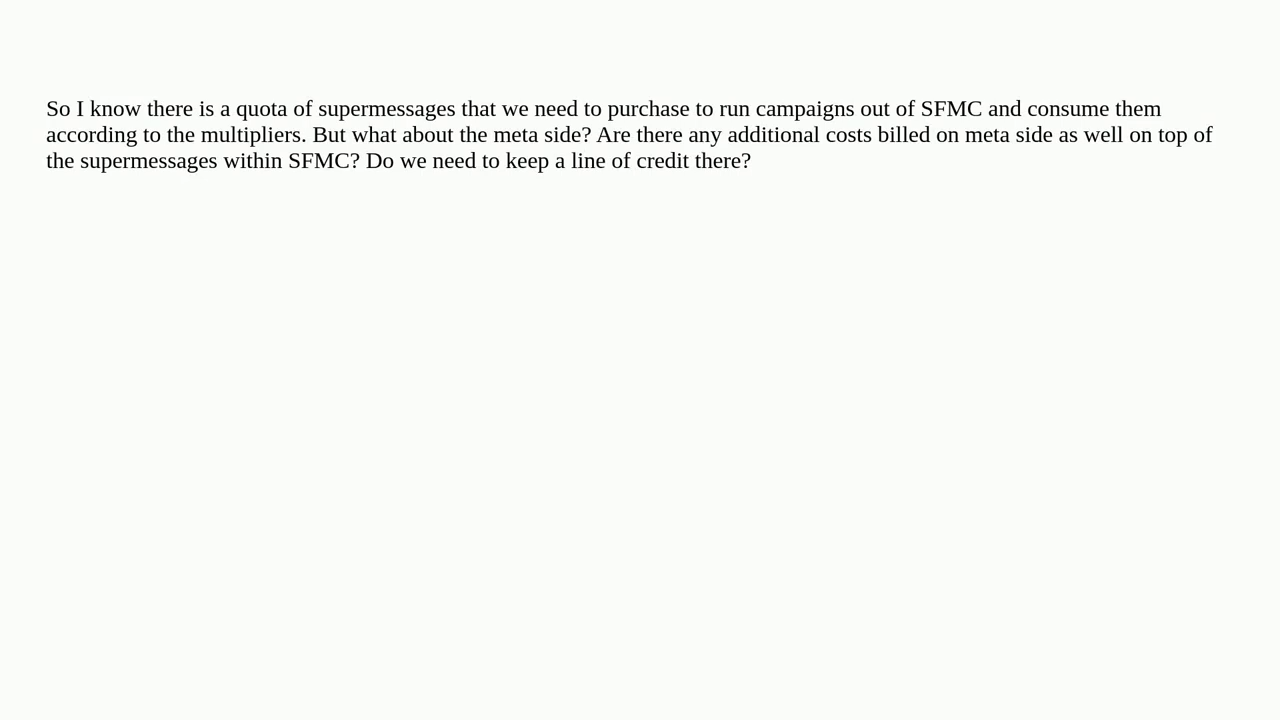 So I know there is a quota of supermessages that we need to purchase to run campaigns out of SFMC and consume them
according to the multipliers. But what about the meta side? Are there any additional costs billed on meta side as well on top of
the supermessages within SFMC? Do we need to keep a line of credit there?